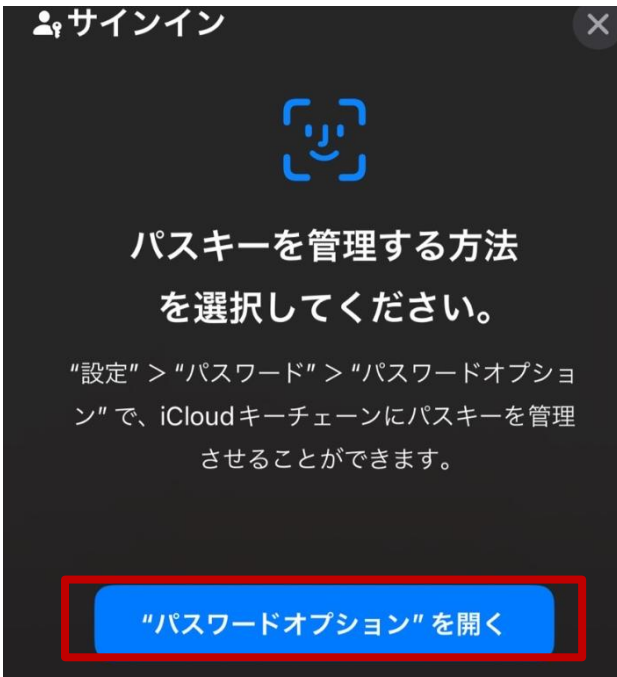 サインイン
パスキーを管理する方法
を選択してください。
“設定” > “パスワード” > “パスワードオプショ
ン” で、iCloudキーチェーンにパスキーを管理
させることができます。
“パスワードオプション” を開く